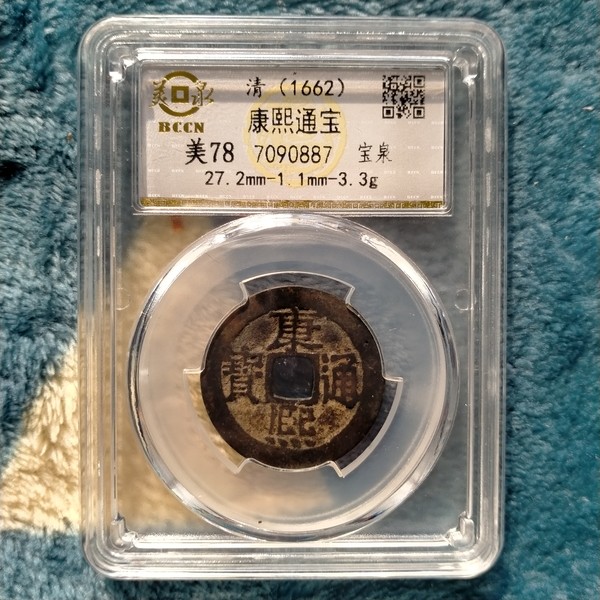 美泉
BCCN
清（1662）
康熙通宝
美78 7090887 宝泉
27.2mm-1.1mm-3.3g
康熙通寶